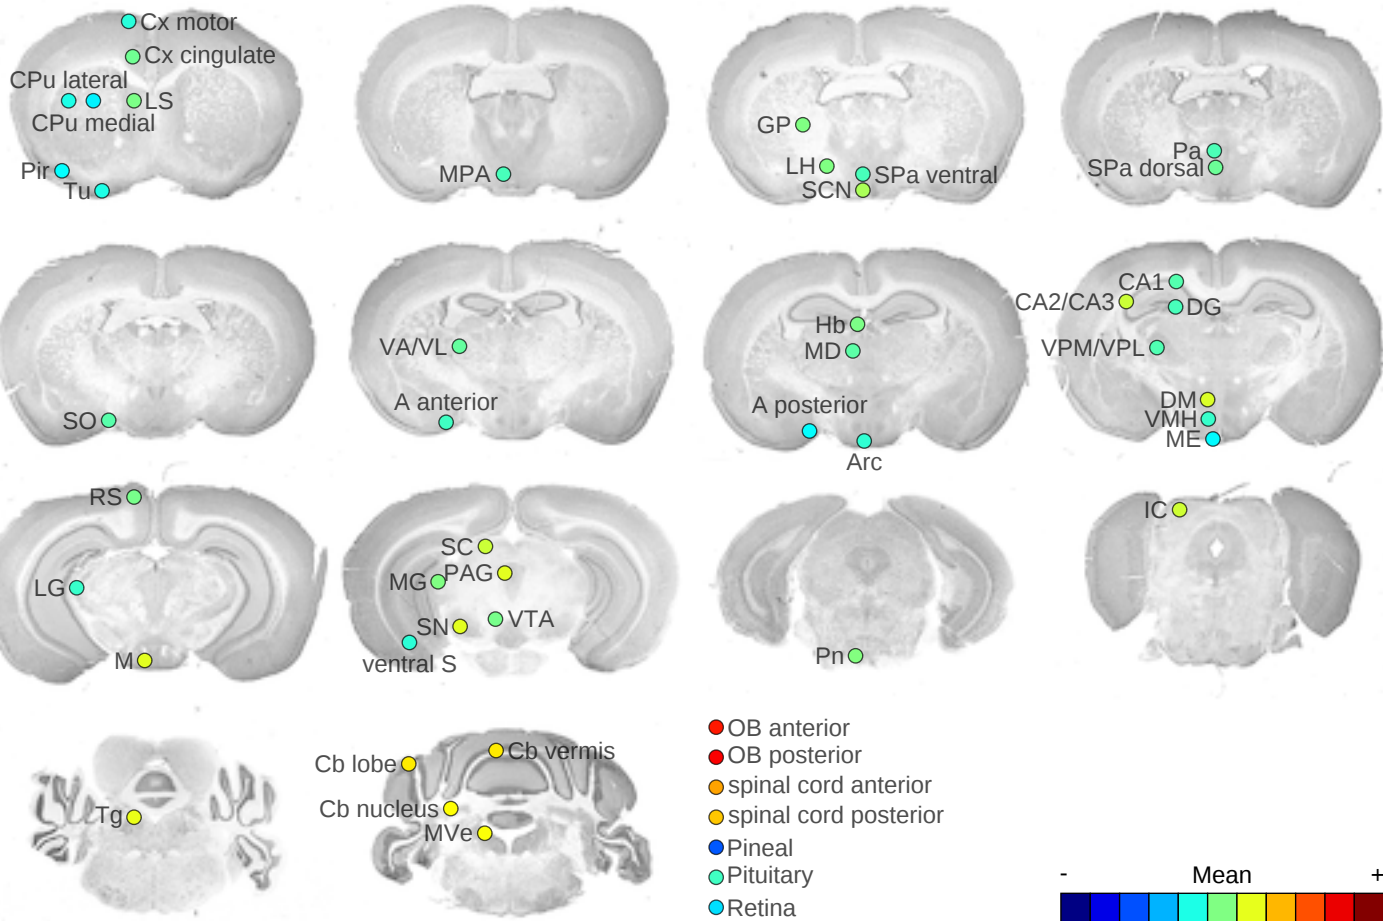 Cx motor
Cx cingulate
CPu lateral
LS
CPu medial
Pir
Tu
MPA
GP
LH
SPa ventral
SCN
Pa
SPa dorsal
SO
VA/VL
A anterior
Hb
MD
A posterior
Arc
CA1
CA2/CA3
DG
VPM/VPL
DM
VMH
ME
RS
LG
M
SC
PAG
MG
VTA
SN
ventral S
Pn
IC
Tg
Cb lobe
Cb vermis
Cb nucleus
MVe
OB anterior
OB posterior
spinal cord anterior
spinal cord posterior
Pineal
Pituitary
Retina
- Mean +